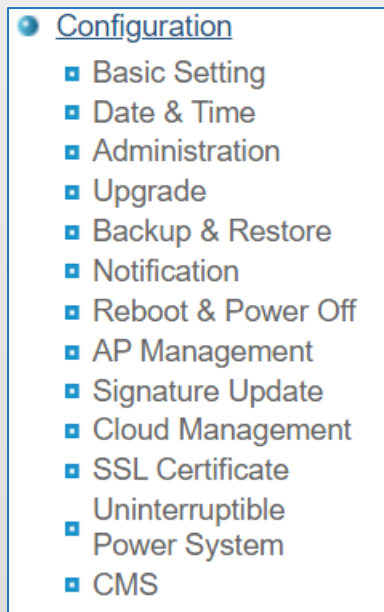 Configuration
Basic Setting
Date & Time
Administration
Upgrade
Backup & Restore
Notification
Reboot & Power Off
AP Management
Signature Update
Cloud Management
SSL Certificate
Uninterruptible
Power System
CMS